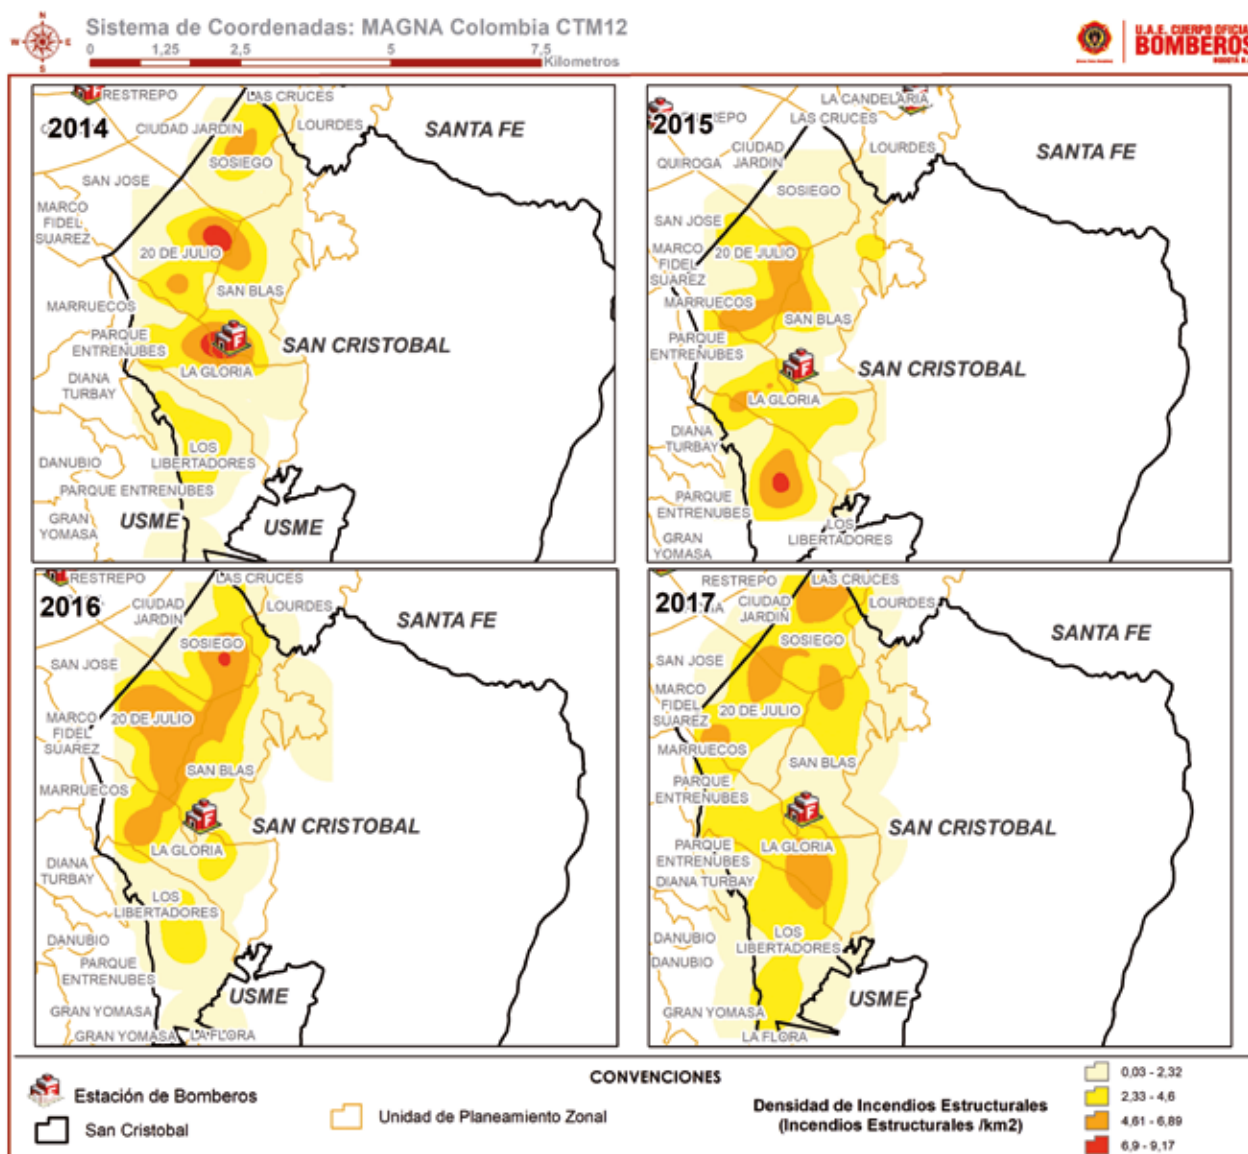 Sistema de Coordenadas: MAGNA Colombia CTM12
N
W E
S
0 1,25 2,5 5 7,5
Kilometros
U.A.E. CUERPO OFICIAL
BOMBEROS
2014
RESTREPO
LAS CRUCES
CIUDAD JARDIN
LOURDES
SANTA FE
SOSIEGO
SAN JOSE
MARCO
FIDEL
SUAREZ
20 DE JULIO
SAN BLAS
MARRUECOS
PARQUE
ENTRENUBES
SAN CRISTOBAL
LA GLORIA
DIANA
TURBAY
LOS
LIBERTADORES
DANUBIO
PARQUE ENTRENUBES
GRAN
YOMASA
USME
USME
2015
LA CANDELARIA
LAS CRUCES
CIUDAD
JARDIN
LOURDES
SANTA FE
QUIROGA
SOSIEGO
SAN JOSE
MARCO
FIDEL
SUAREZ
20 DE JULIO
MARRUECOS
SAN BLAS
PARQUE
ENTRENUBES
SAN CRISTOBAL
LA GLORIA
DIANA
TURBAY
PARQUE
ENTRENUBES
LOS
LIBERTADORES
GRAN
YOMASA
2016
RESTREPO
LAS CRUCES
CIUDAD
JARDIN
LOURDES
SANTA FE
SOSIEGO
SAN JOSE
MARCO
FIDEL
SUAREZ
20 DE JULIO
SAN BLAS
MARRUECOS
SAN CRISTOBAL
LA GLORIA
DIANA
TURBAY
LOS
LIBERTADORES
DANUBIO
PARQUE
ENTRENUBES
USME
GRAN YOMASA
GRAN YOMASA
LA FLORA
2017
RESTREPO
LAS CRUCES
CIUDAD
JARDIN
LOURDES
SANTA FE
SOSIEGO
SAN JOSE
MARCO
FIDEL
SUAREZ
20 DE JULIO
MARRUECOS
SAN BLAS
PARQUE
ENTRENUBES
SAN CRISTOBAL
PARQUE
ENTRENUBES
LA GLORIA
DIANA TURBAY
LOS
LIBERTADORES
DANUBIO
DANUBIO
USME
GRAN YOMASA
LA FLORA
CONVENCIONES
Estación de Bomberos
San Cristobal
Unidad de Planeamiento Zonal
Densidad de Incendios Estructurales
(Incendios Estructurales /km2)
0,03 - 2,32
2,33 - 4,6
4,61 - 6,89
6,9 - 9,17